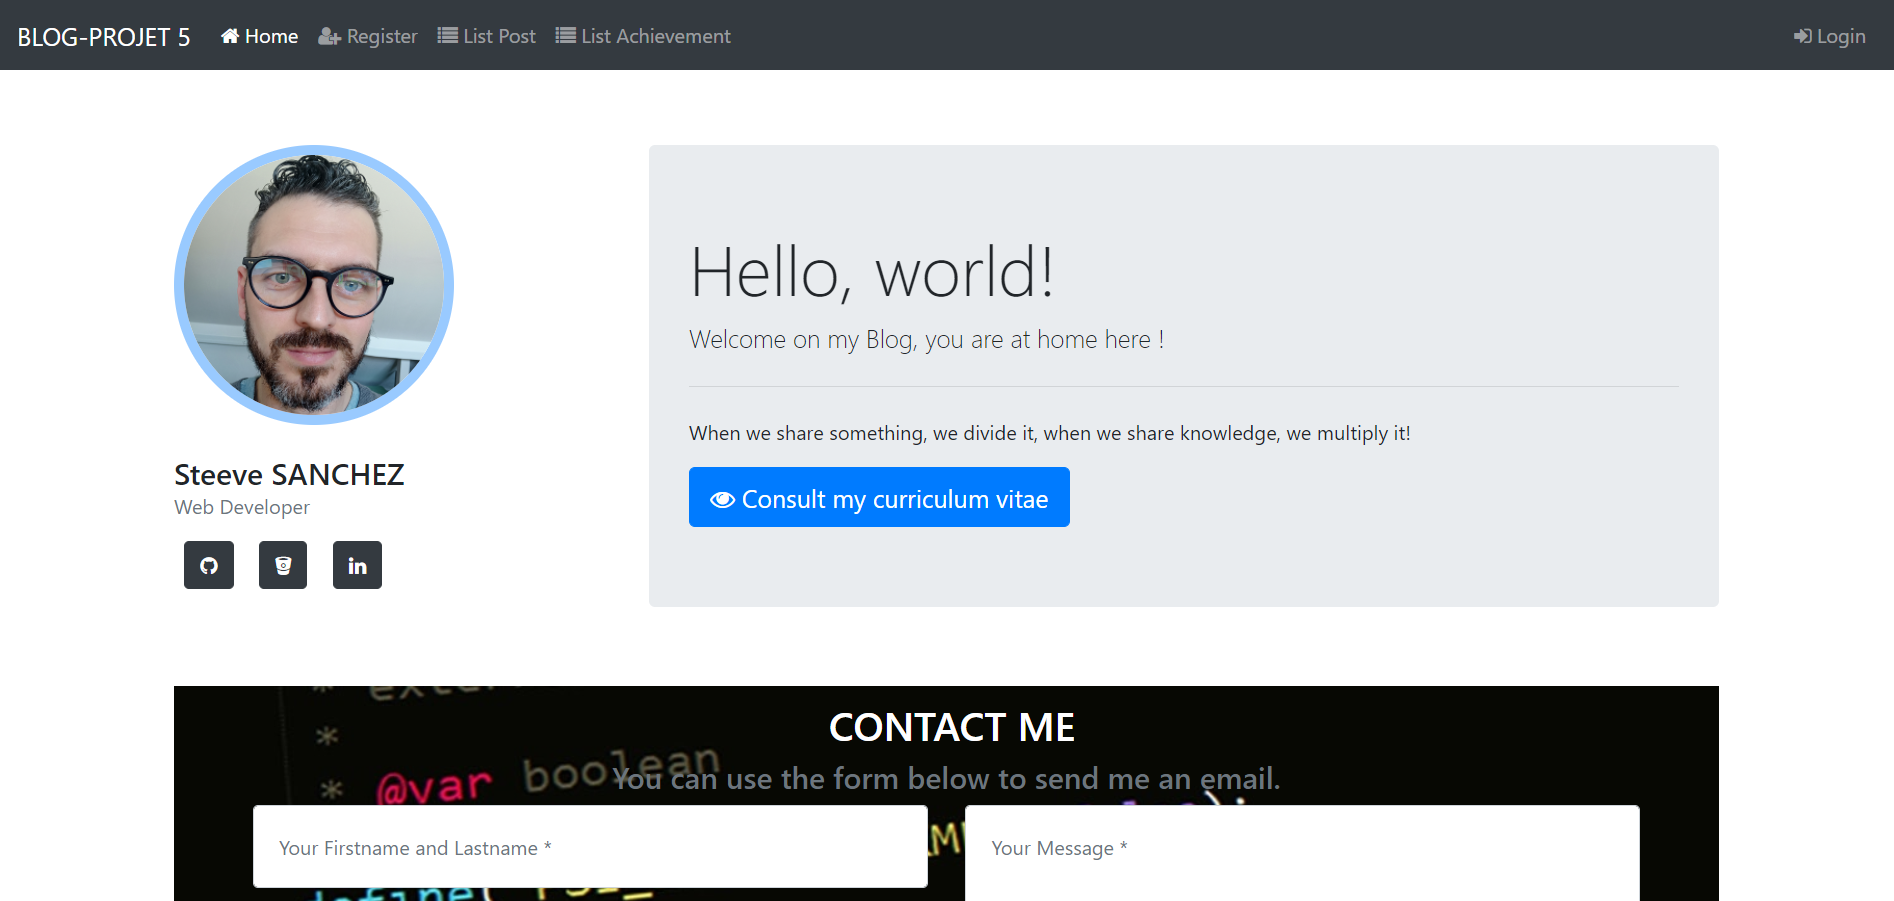 BLOG-PROJET 5 Home Register List Post List Achievement Login
Hello, world!
Welcome on my Blog, you are at home here !
When we share something, we divide it, when we share knowledge, we multiply it!
Consult my curriculum vitae
Steeve SANCHEZ
Web Developer
in
CONTACT ME
* @var boolean
You can use the form below to send me an email.
Your Firstname and Lastname *
Your Message *